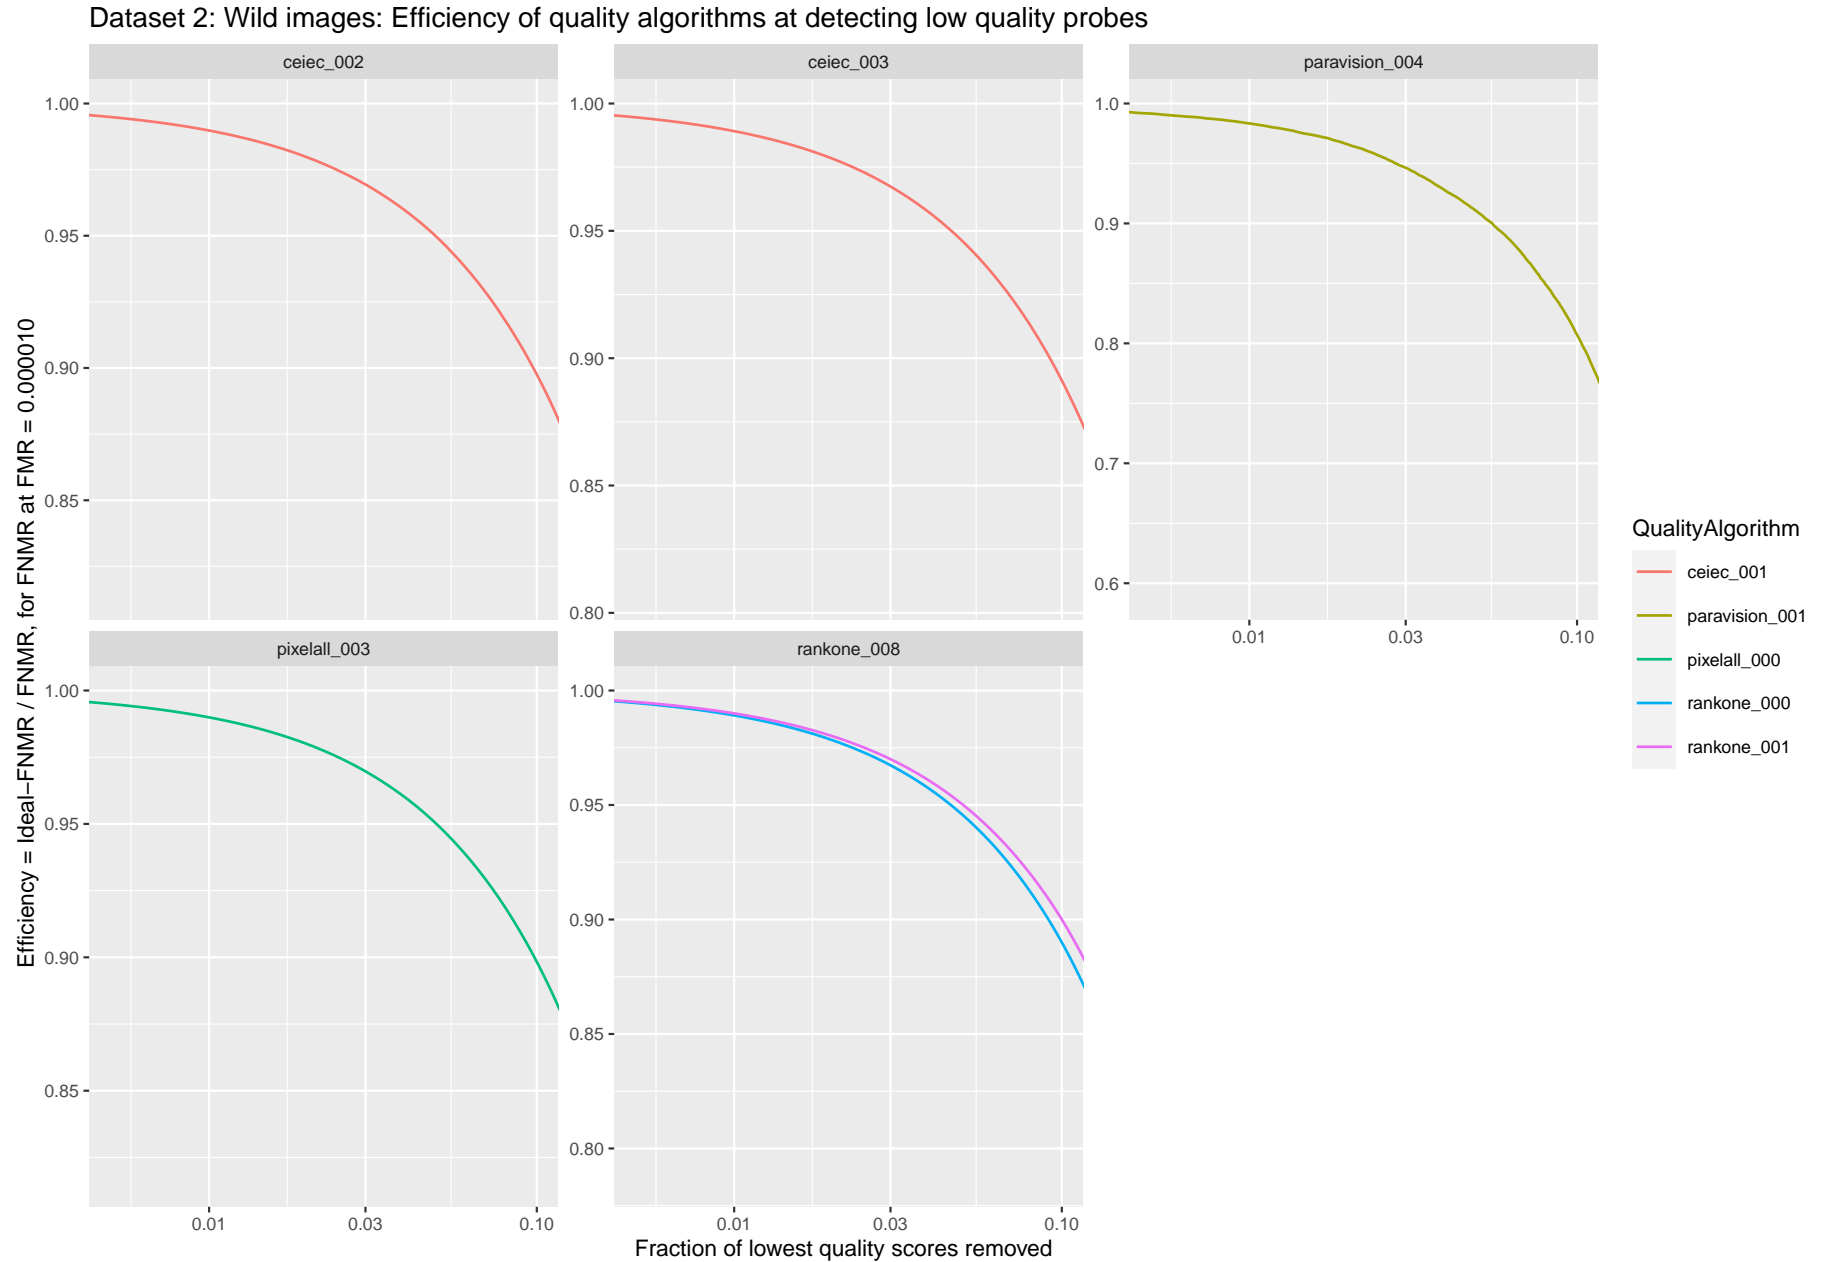 Dataset 2: Wild images: Efficiency of quality algorithms at detecting low quality probes
Efficiency = Ideal−FNMR / FNMR, for FNMR at FMR = 0.000010
ceiec_002
1.00
0.95
0.90
0.85
ceiec_003
1.00
0.95
0.90
0.85
0.80
paravision_004
1.0
0.9
0.8
0.7
0.6
0.01 0.03 0.10
pixelall_003
1.00
0.95
0.90
0.85
0.01 0.03 0.10
rankone_008
1.00
0.95
0.90
0.85
0.80
0.01 0.03 0.10
Fraction of lowest quality scores removed
QualityAlgorithm
ceiec_001
paravision_001
pixelall_000
rankone_000
rankone_001